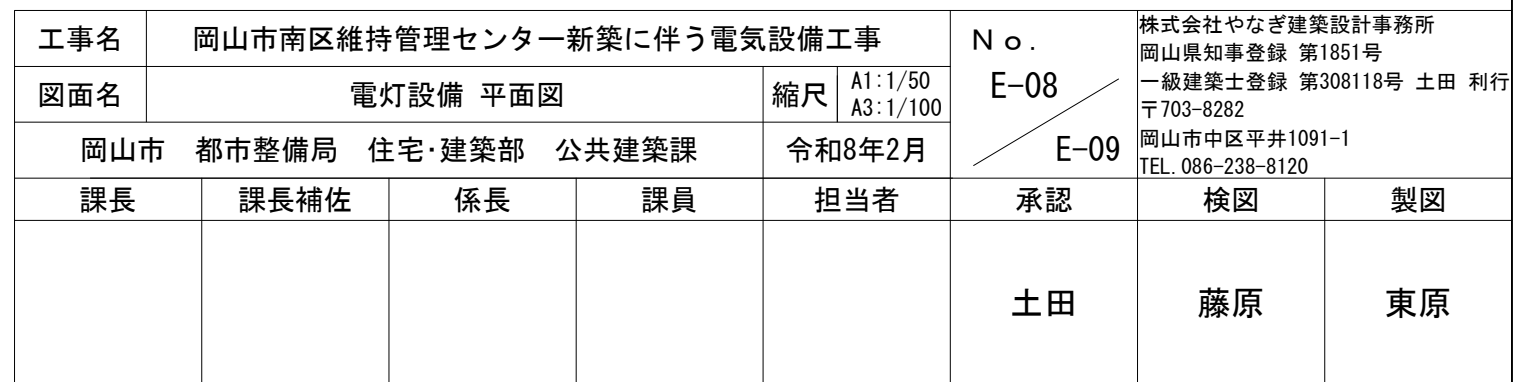 工事名 岡山市南区維持管理センター新築に伴う電気設備工事
図面名 電灯設備 平面図 縮尺 A1:1/50
A3:1/100
岡山市 都市整備局 住宅･建築部 公共建築課 令和8年2月
No.
E-08
E-09
株式会社やなぎ建築設計事務所
岡山県知事登録 第1851号
一級建築士登録 第308118号 土田 利行
〒703-8282
岡山市中区平井1091-1
TEL.086-238-8120
課長 課長補佐 係長 課員 担当者 承認 検図 製図
土田 藤原 東原